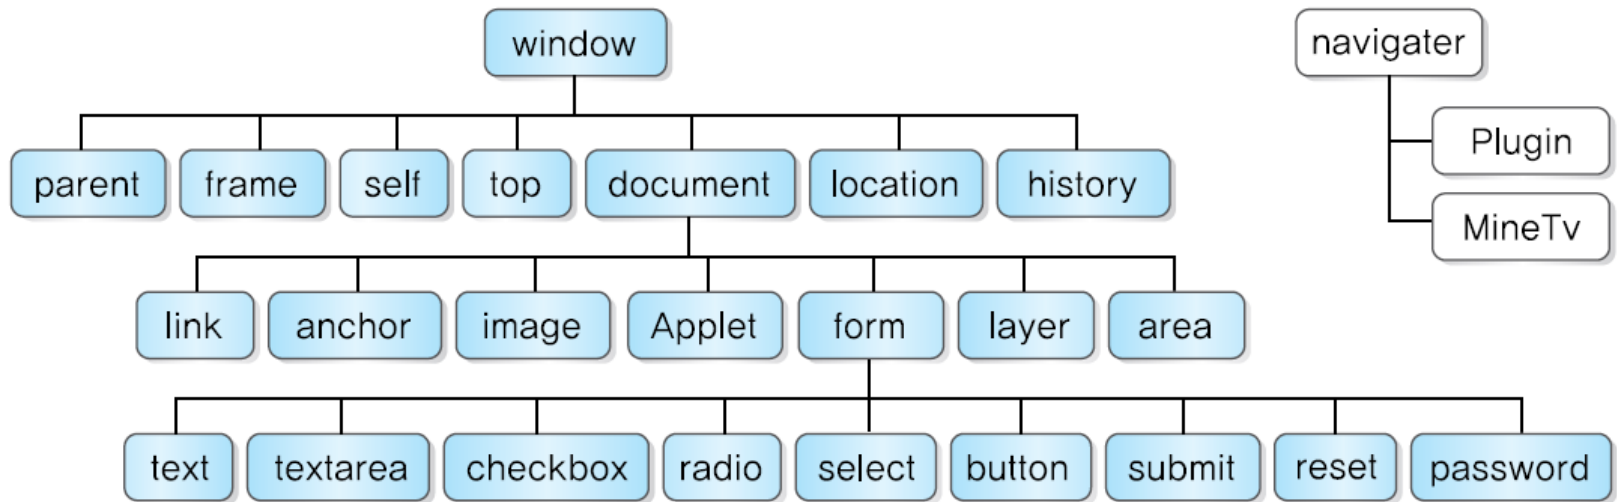 window
navigater
Plugin
MineTv
parent frame self top document location history
link anchor image Applet form layer area
text textarea checkbox radio select button submit reset password